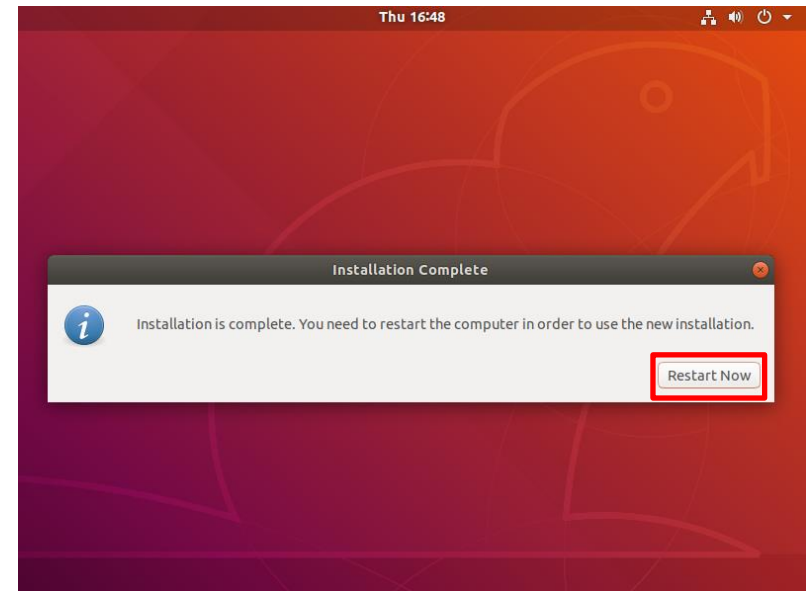 Thu 16:48
Installation Complete
Installation is complete. You need to restart the computer in order to use the new installation.
Restart Now